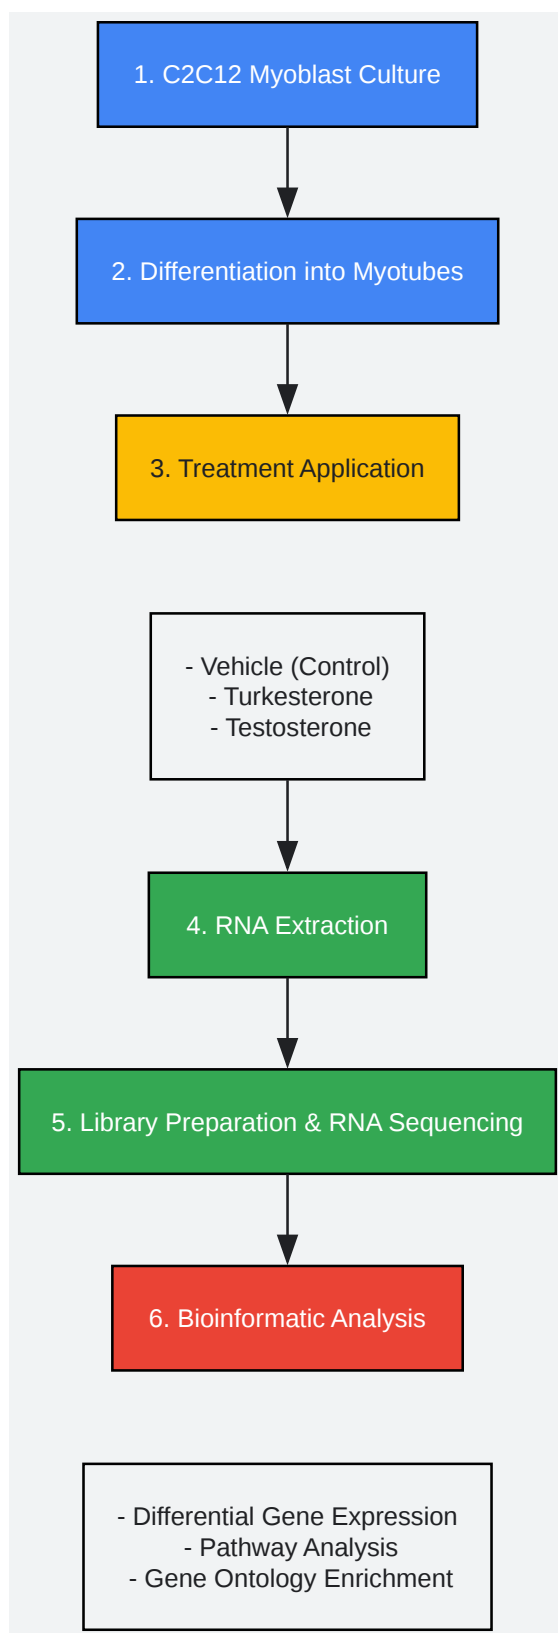 1. C2C12 Myoblast Culture
2. Differentiation into Myotubes
3. Treatment Application
- Vehicle (Control)
- Turkesterone
- Testosterone
4. RNA Extraction
5. Library Preparation & RNA Sequencing
6. Bioinformatic Analysis
- Differential Gene Expression
- Pathway Analysis
- Gene Ontology Enrichment